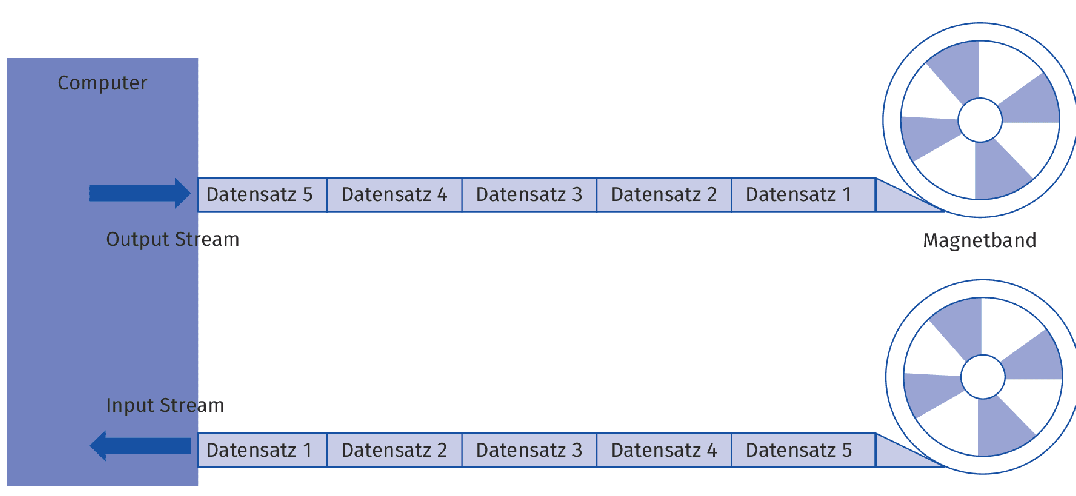 Computer
Datensatz 5 Datensatz 4 Datensatz 3 Datensatz 2 Datensatz 1
Output Stream
Magnetband
Input Stream
Datensatz 1 Datensatz 2 Datensatz 3 Datensatz 4 Datensatz 5